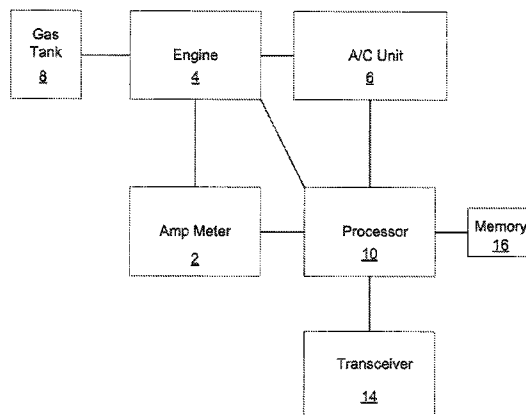 Gas
Tank
8
Engine
4
A/C Unit
6
Amp Meter
2
Processor
10
Memory
16
Transceiver
14